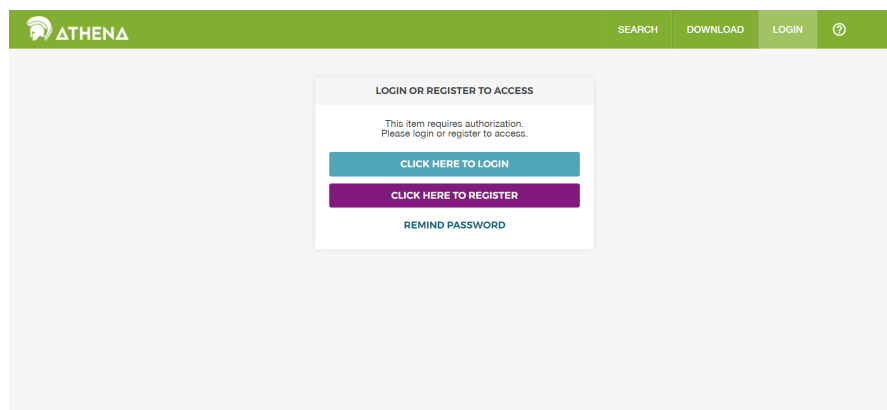 ATHENA
SEARCH DOWNLOAD LOGIN
LOGIN OR REGISTER TO ACCESS
This item requires authorization.
Please login or register to access.
CLICK HERE TO LOGIN
CLICK HERE TO REGISTER
REMIND PASSWORD